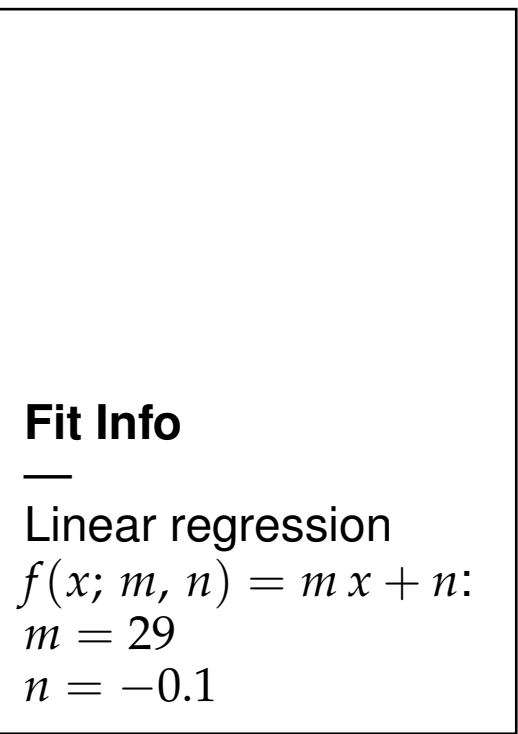 Fit Info
—
Linear regression
f(x; m, n) = m x + n:
m = 29
n = −0.1